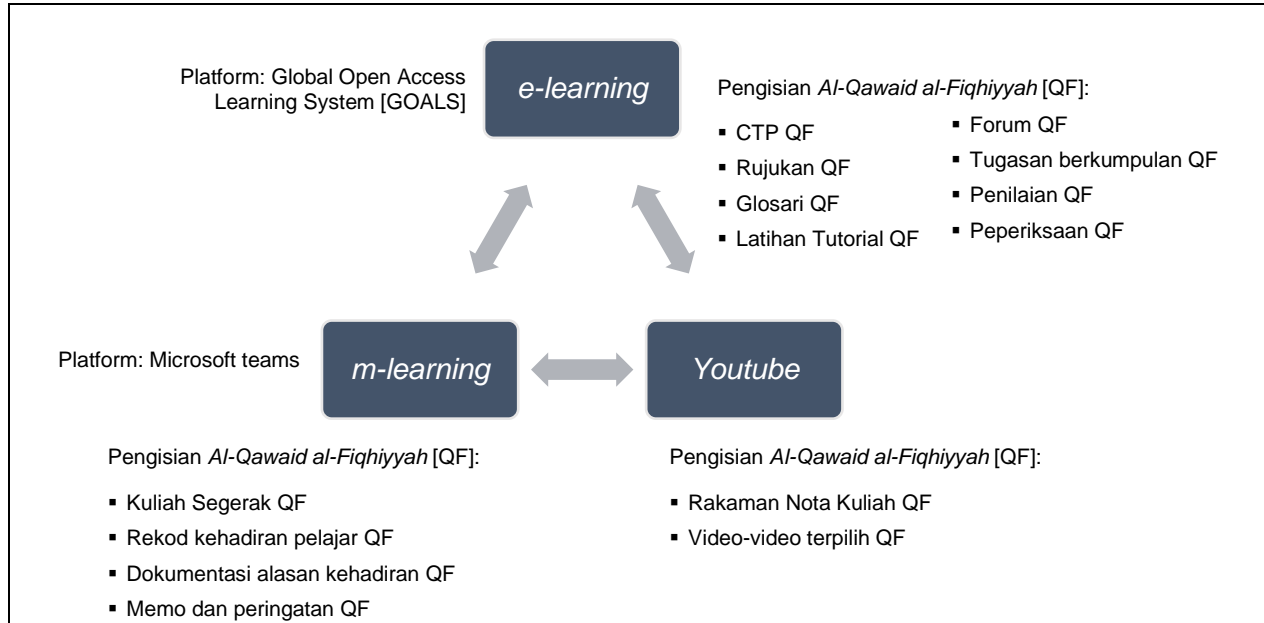 Platform: Global Open Access
Learning System [GOALS]
e-learning
Pengisian Al-Qawaid al-Fiqhiyyah [QF]:
▪ CTP QF
▪ Rujukan QF
▪ Glosari QF
▪ Latihan Tutorial QF
▪ Forum QF
▪ Tugasan berkumpulan QF
▪ Penilaian QF
▪ Peperiksaan QF
Platform: Microsoft teams
m-learning
Youtube
Pengisian Al-Qawaid al-Fiqhiyyah [QF]:
▪ Kuliah Segerak QF
▪ Rekod kehadiran pelajar QF
▪ Dokumentasi alasan kehadiran QF
▪ Memo dan peringatan QF
Pengisian Al-Qawaid al-Fiqhiyyah [QF]:
▪ Rakaman Nota Kuliah QF
▪ Video-video terpilih QF